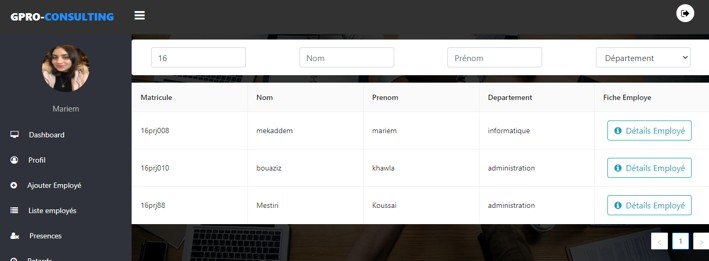 GPRO-CONSULTING
Mariem
Dashboard
Profil
Ajouter Employé
Liste employés
Presences
Retards
16 Nom Prénom Département
Matricule Nom Prenom Departement Fiche Employe
16prj008 mekaddem mariem informatique Détails Employé
16prj010 bouaziz khawla administration Détails Employé
16prj88 Mestiri Koussai administration Détails Employé
1